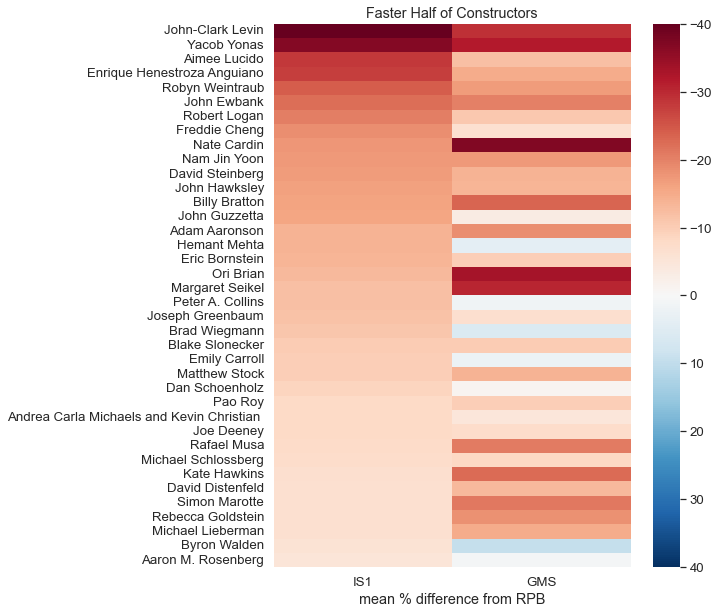 Faster Half of Constructors
John-Clark Levin
Yacob Yonas
Aimee Lucido
Enrique Henestroza Anguiano
Robyn Weintraub
John Ewbank
Robert Logan
Freddie Cheng
Nate Cardin
Nam Jin Yoon
David Steinberg
John Hawksley
Billy Bratton
John Guzzetta
Adam Aaronson
Hemant Mehta
Eric Bornstein
Ori Brian
Margaret Seikel
Peter A. Collins
Joseph Greenbaum
Brad Wiegmann
Blake Slonecker
Emily Carroll
Matthew Stock
Dan Schoenholz
Pao Roy
Andrea Carla Michaels and Kevin Christian
Joe Deeney
Rafael Musa
Michael Schlossberg
Kate Hawkins
David Distenfeld
Simon Marotte
Rebecca Goldstein
Michael Lieberman
Byron Walden
Aaron M. Rosenberg
IS1 GMS
mean % difference from RPB
−40
−30
−20
−10
0
10
20
30
40